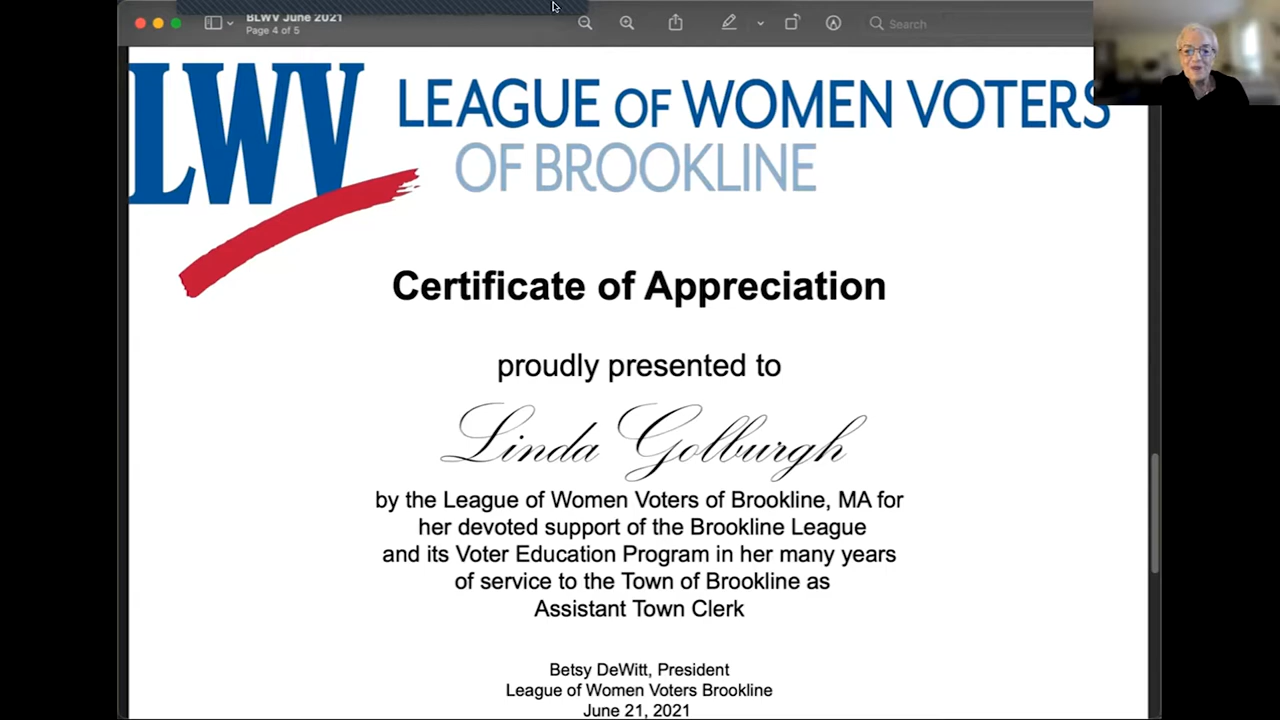 BLWV June 2021
Page 4 of 5
Search
LWV
LEAGUE OF WOMEN VOTERS
OF BROOKLINE
Certificate of Appreciation
proudly presented to
Linda Golburgh
by the League of Women Voters of Brookline, MA for
her devoted support of the Brookline League
and its Voter Education Program in her many years
of service to the Town of Brookline as
Assistant Town Clerk
Betsy DeWitt, President
League of Women Voters Brookline
June 21, 2021